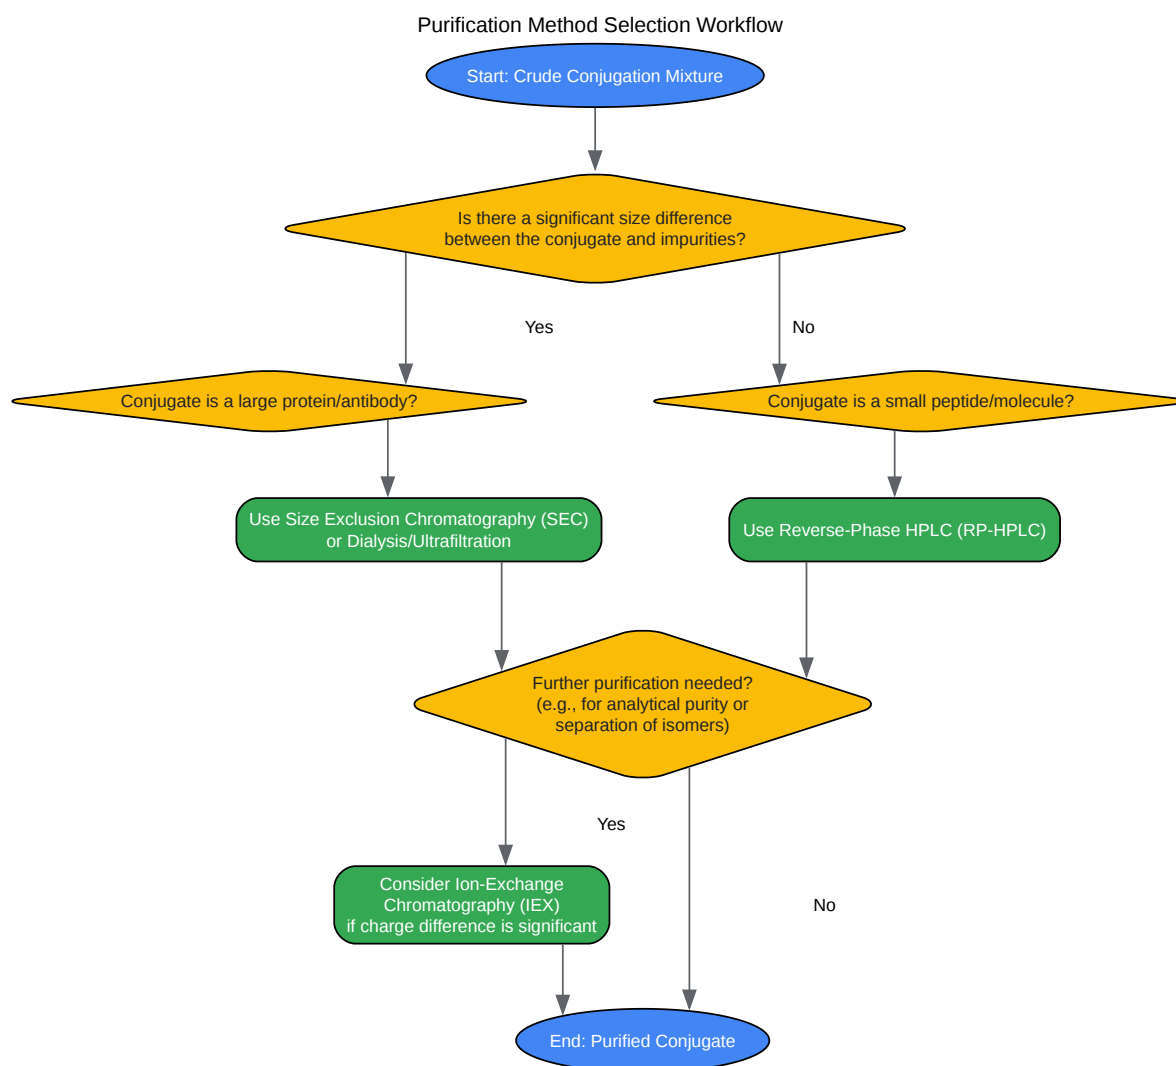 Purification Method Selection Workflow
Start: Crude Conjugation Mixture
Is there a significant size difference
between the conjugate and impurities?
Yes
No
Conjugate is a large protein/antibody?
Conjugate is a small peptide/molecule?
Use Size Exclusion Chromatography (SEC)
or Dialysis/Ultrafiltration
Use Reverse-Phase HPLC (RP-HPLC)
Further purification needed?
(e.g., for analytical purity or
separation of isomers)
Yes
Consider Ion-Exchange
Chromatography (IEX)
if charge difference is significant
No
End: Purified Conjugate